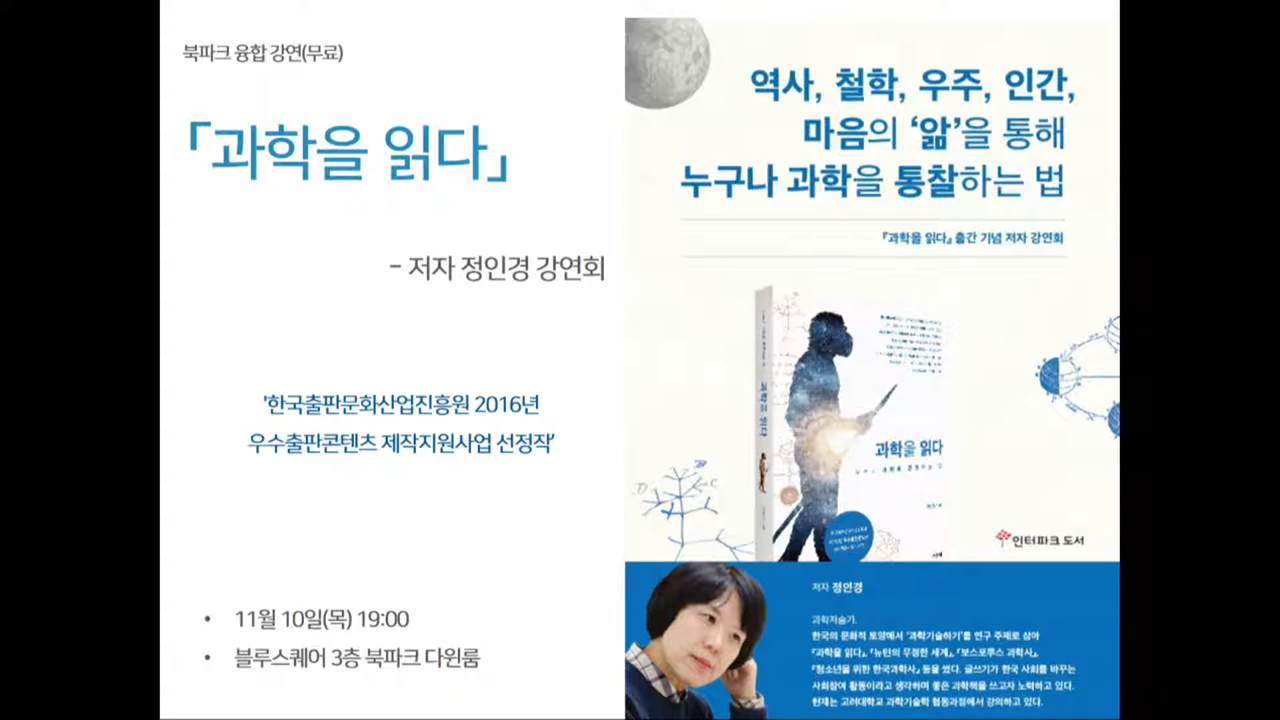 북파크 융합 강연(무료)
「과학을 읽다」
- 저자 정인경 강연회
'한국출판문화산업진흥원 2016년
우수출판콘텐츠 제작지원사업 선정작'
• 11월 10일(목) 19:00
• 블루스퀘어 3층 북파크 다윈룸
역사, 철학, 우주, 인간,
마음의 ‘앎’을 통해
누구나 과학을 통찰하는 법
『과학을 읽다』 출간 기념 저자 강연회
과학을 읽다
과학을 읽다
인터파크 도서
저자 정인경
과학저술가.
한국의 문화적 토양에서 '과학기술하기'를 연구 주제로 삼아
『과학을 읽다』, 『뉴턴의 무정한 세계』, 『보스포루스 과학사』,
『청소년을 위한 한국과학사』 등을 썼다. 글쓰기가 한국 사회를 바꾸는
사회참여 활동이라고 생각하며 좋은 과학책을 쓰고자 노력하고 있다.
현재는 고려대학교 과학기술학 협동과정에서 강의하고 있다.